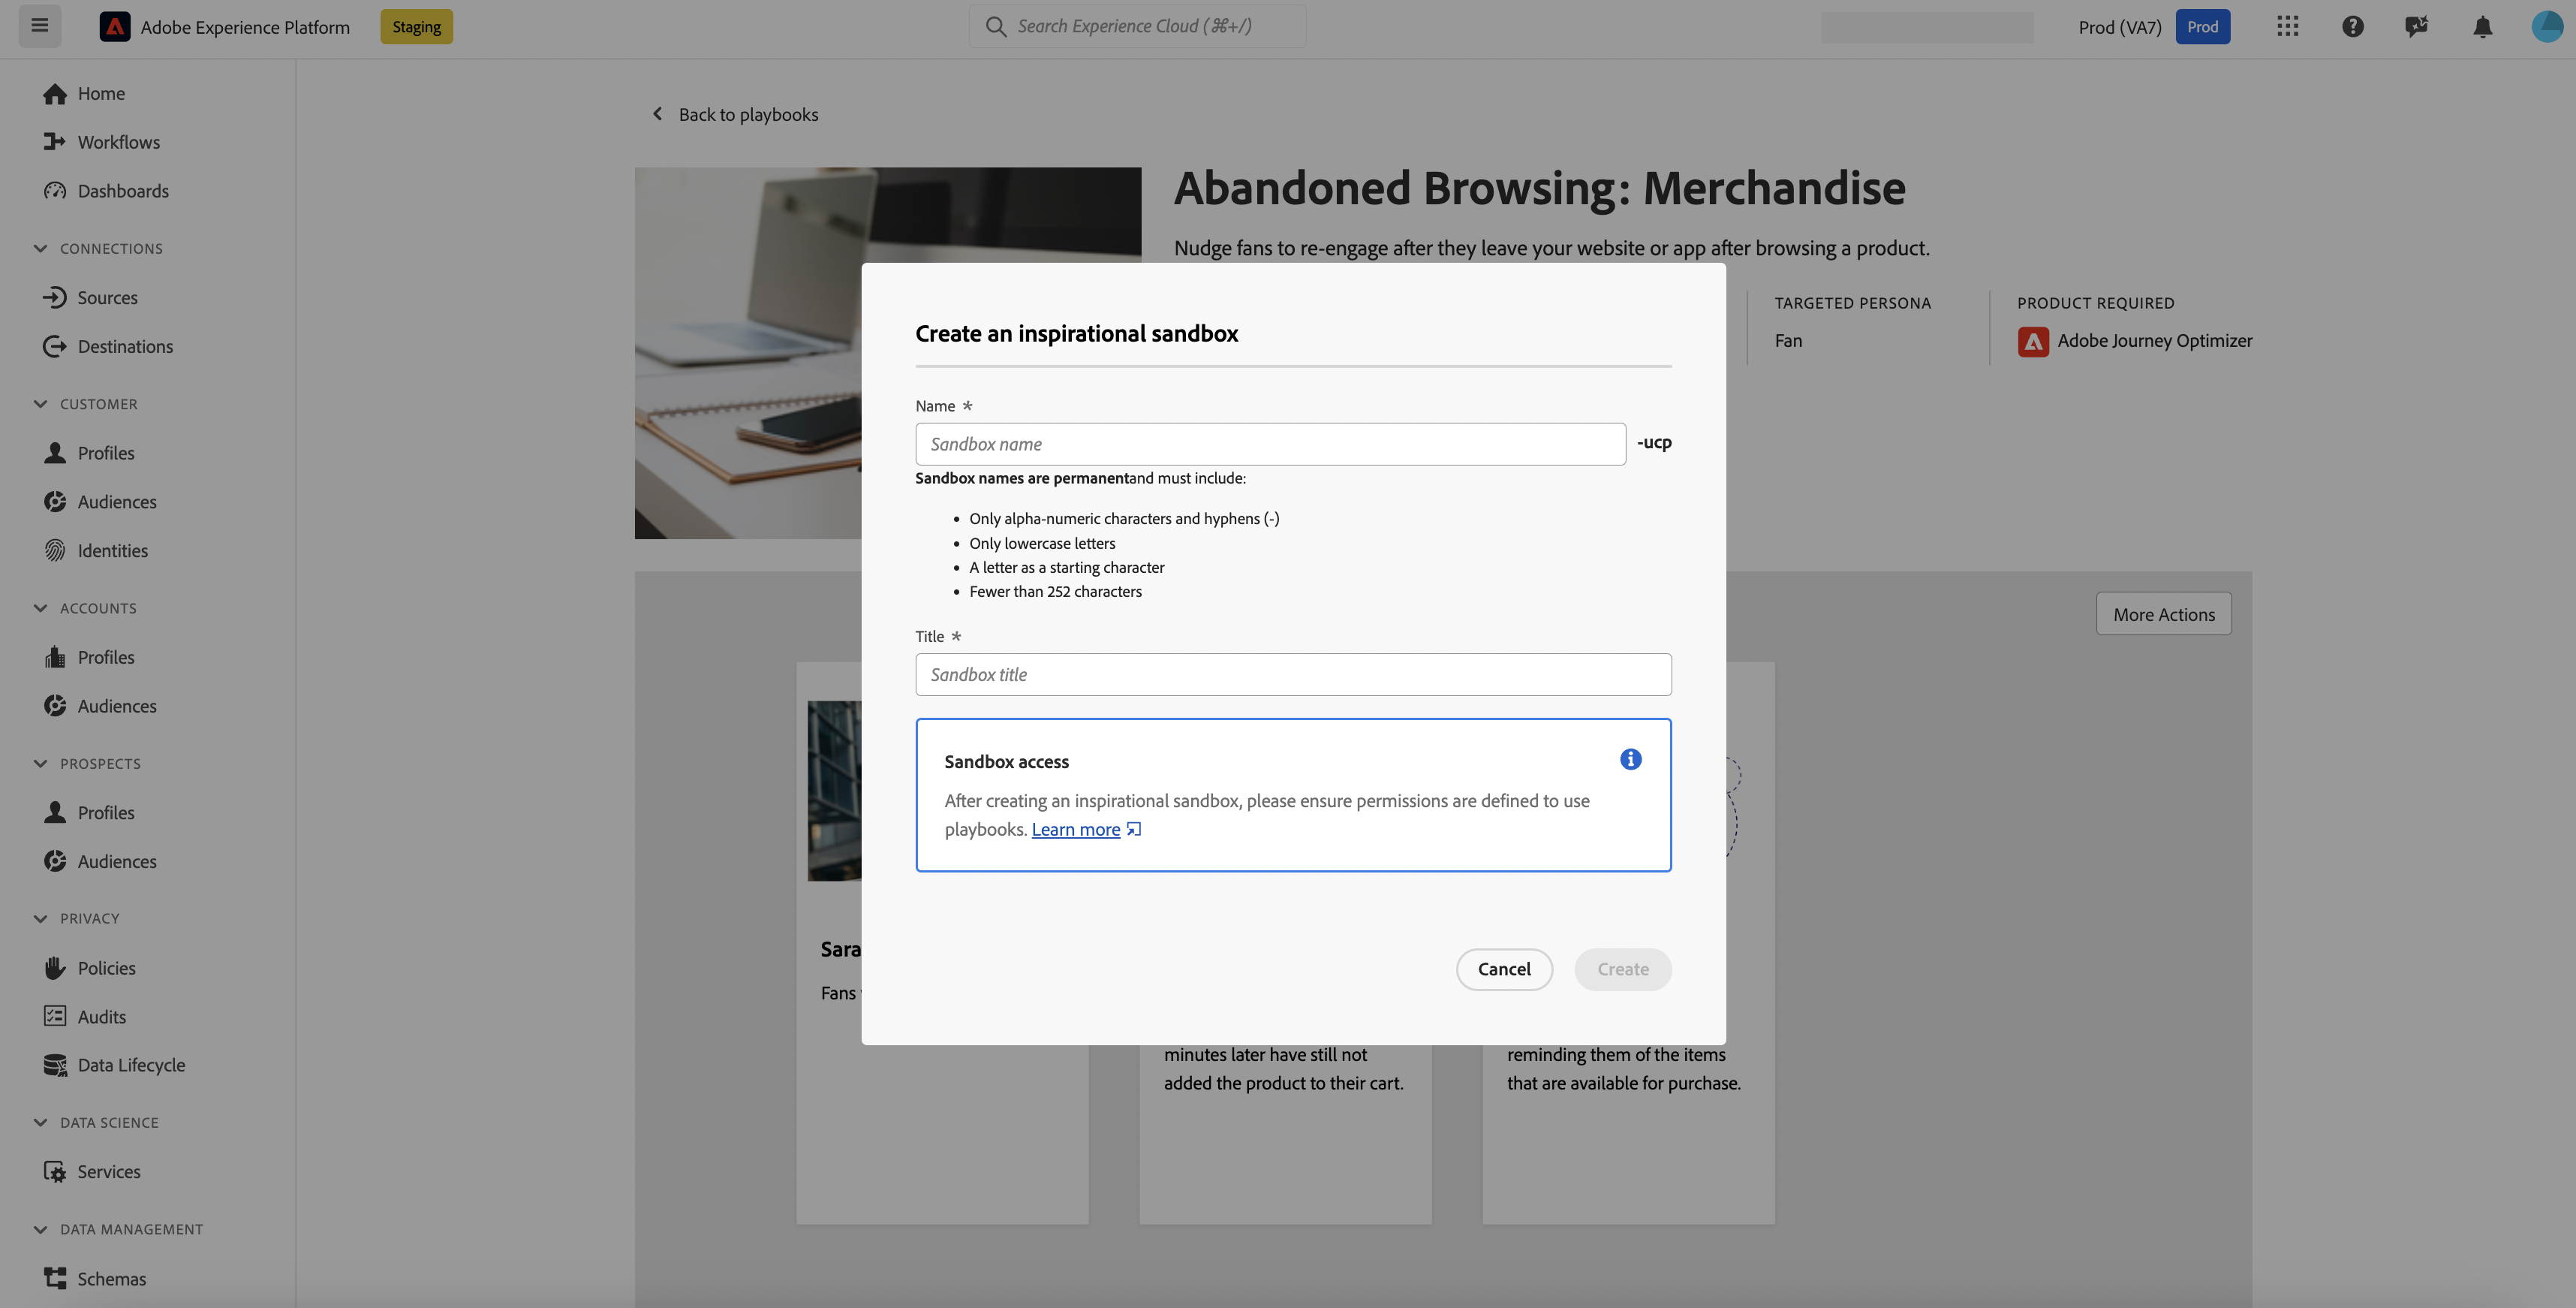 Adobe Experience Platform
Staging
Search Experience Cloud (⌘+/)
Prod (VA7)
Prod
Home
Workflows
Dashboards
CONNECTIONS
Sources
Destinations
CUSTOMER
Profiles
Audiences
Identities
ACCOUNTS
Profiles
Audiences
PROSPECTS
Profiles
Audiences
PRIVACY
Policies
Audits
Data Lifecycle
DATA SCIENCE
Services
DATA MANAGEMENT
Schemas
Back to playbooks
Abandoned Browsing: Merchandise
Nudge fans to re-engage after they leave your website or app after browsing a product.
TARGETED PERSONA
Fan
PRODUCT REQUIRED
Adobe Journey Optimizer
More Actions
Create an inspirational sandbox
Name *
Sandbox name
-ucp
Sandbox names are permanentand must include:
• Only alpha-numeric characters and hyphens (-)
• Only lowercase letters
• A letter as a starting character
• Fewer than 252 characters
Title *
Sandbox title
Sandbox access
After creating an inspirational sandbox, please ensure permissions are defined to use
playbooks. Learn more
Cancel
Create
Sara
Fans
minutes later have still not
added the product to their cart.
reminding them of the items
that are available for purchase.